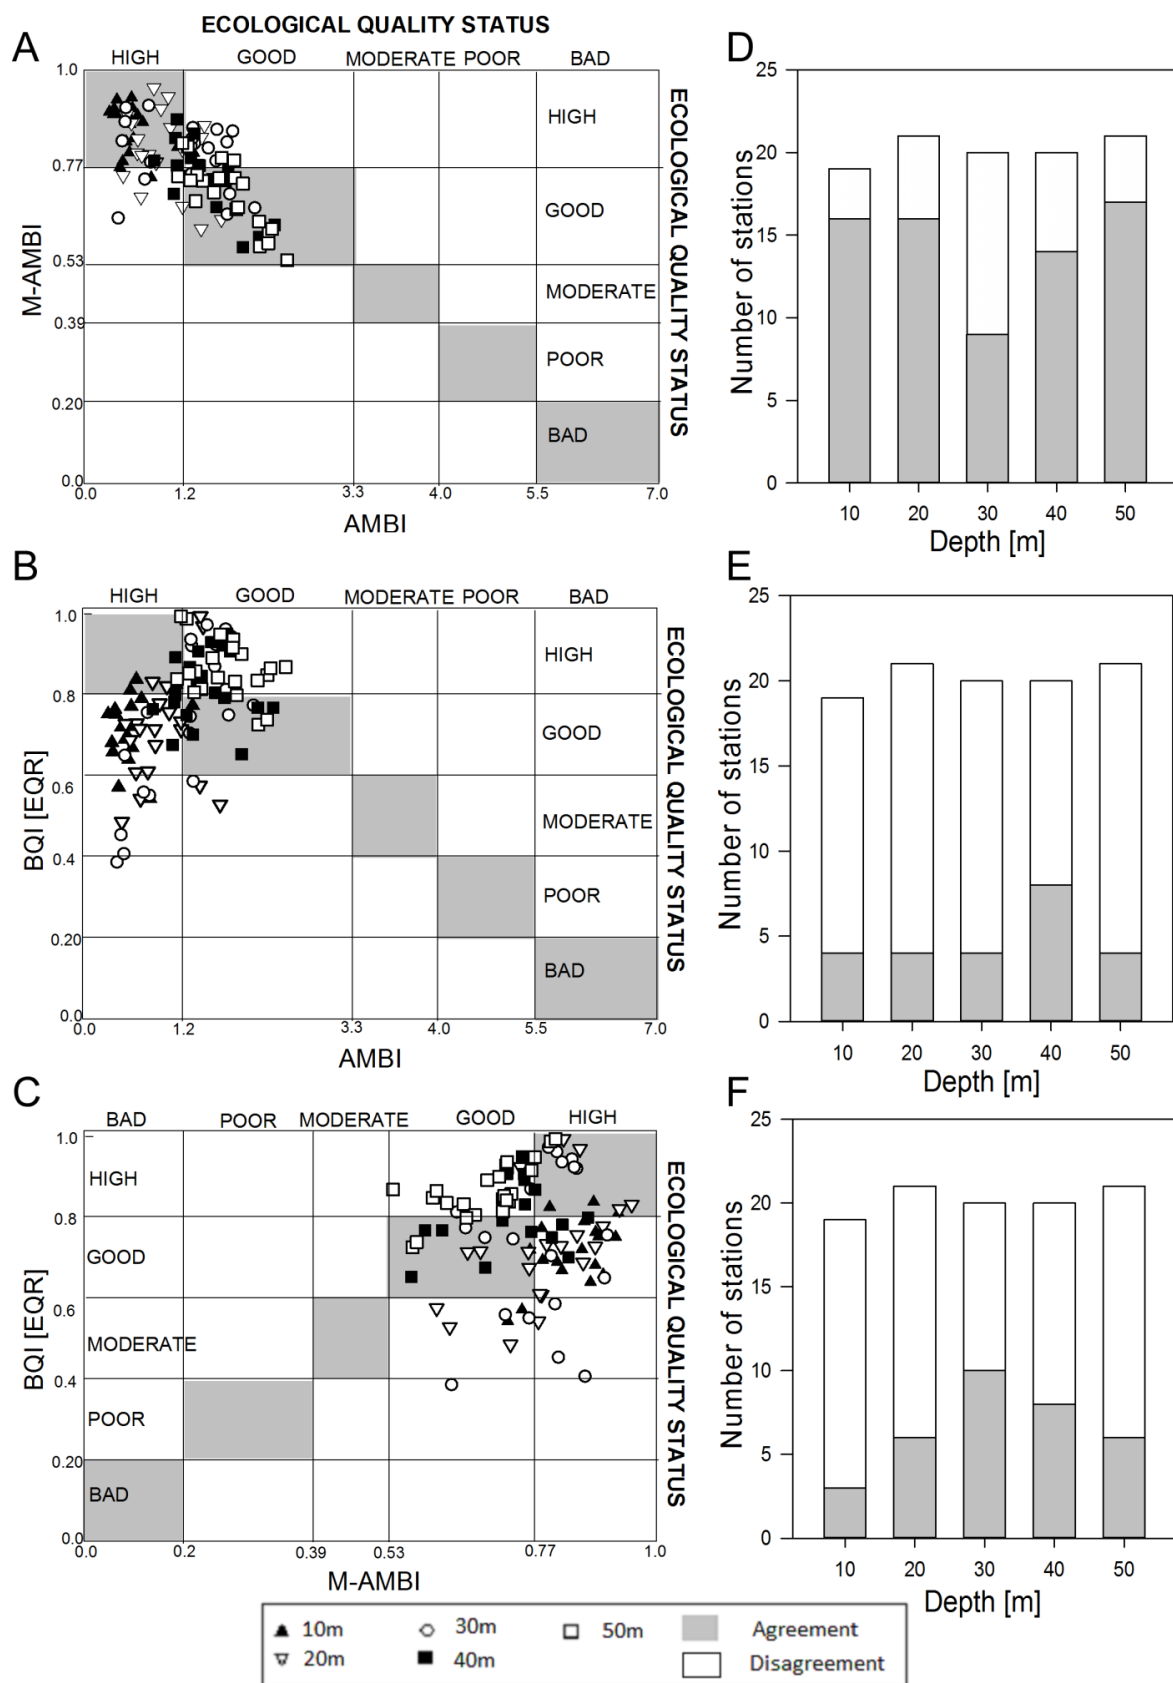 ECOLOGICAL QUALITY STATUS
A
HIGH GOOD MODERATE POOR BAD
1.0
0.77
0.53
0.39
0.20
0.0
M-AMBI
HIGH
GOOD
MODERATE
POOR
BAD
ECOLOGICAL QUALITY STATUS
0.0 1.2 3.3 4.0 5.5 7.0
AMBI
D
25
20
15
10
5
0
Number of stations
10 20 30 40 50
Depth [m]
B
HIGH GOOD MODERATE POOR BAD
1.0
0.8
0.6
0.4
0.20
0.0
BQI [EQR]
HIGH
GOOD
MODERATE
POOR
BAD
ECOLOGICAL QUALITY STATUS
0.0 1.2 3.3 4.0 5.5 7.0
AMBI
E
25
20
15
10
5
0
Number of stations
10 20 30 40 50
Depth [m]
C
BAD POOR MODERATE GOOD HIGH
1.0
0.8
0.6
0.4
0.20
0.0
BQI [EQR]
HIGH
GOOD
MODERATE
POOR
BAD
ECOLOGICAL QUALITY STATUS
0.0 0.2 0.39 0.53 0.77 1.0
M-AMBI
F
25
20
15
10
5
0
Number of stations
10 20 30 40 50
Depth [m]
10m 30m 50m Agreement
20m 40m Disagreement